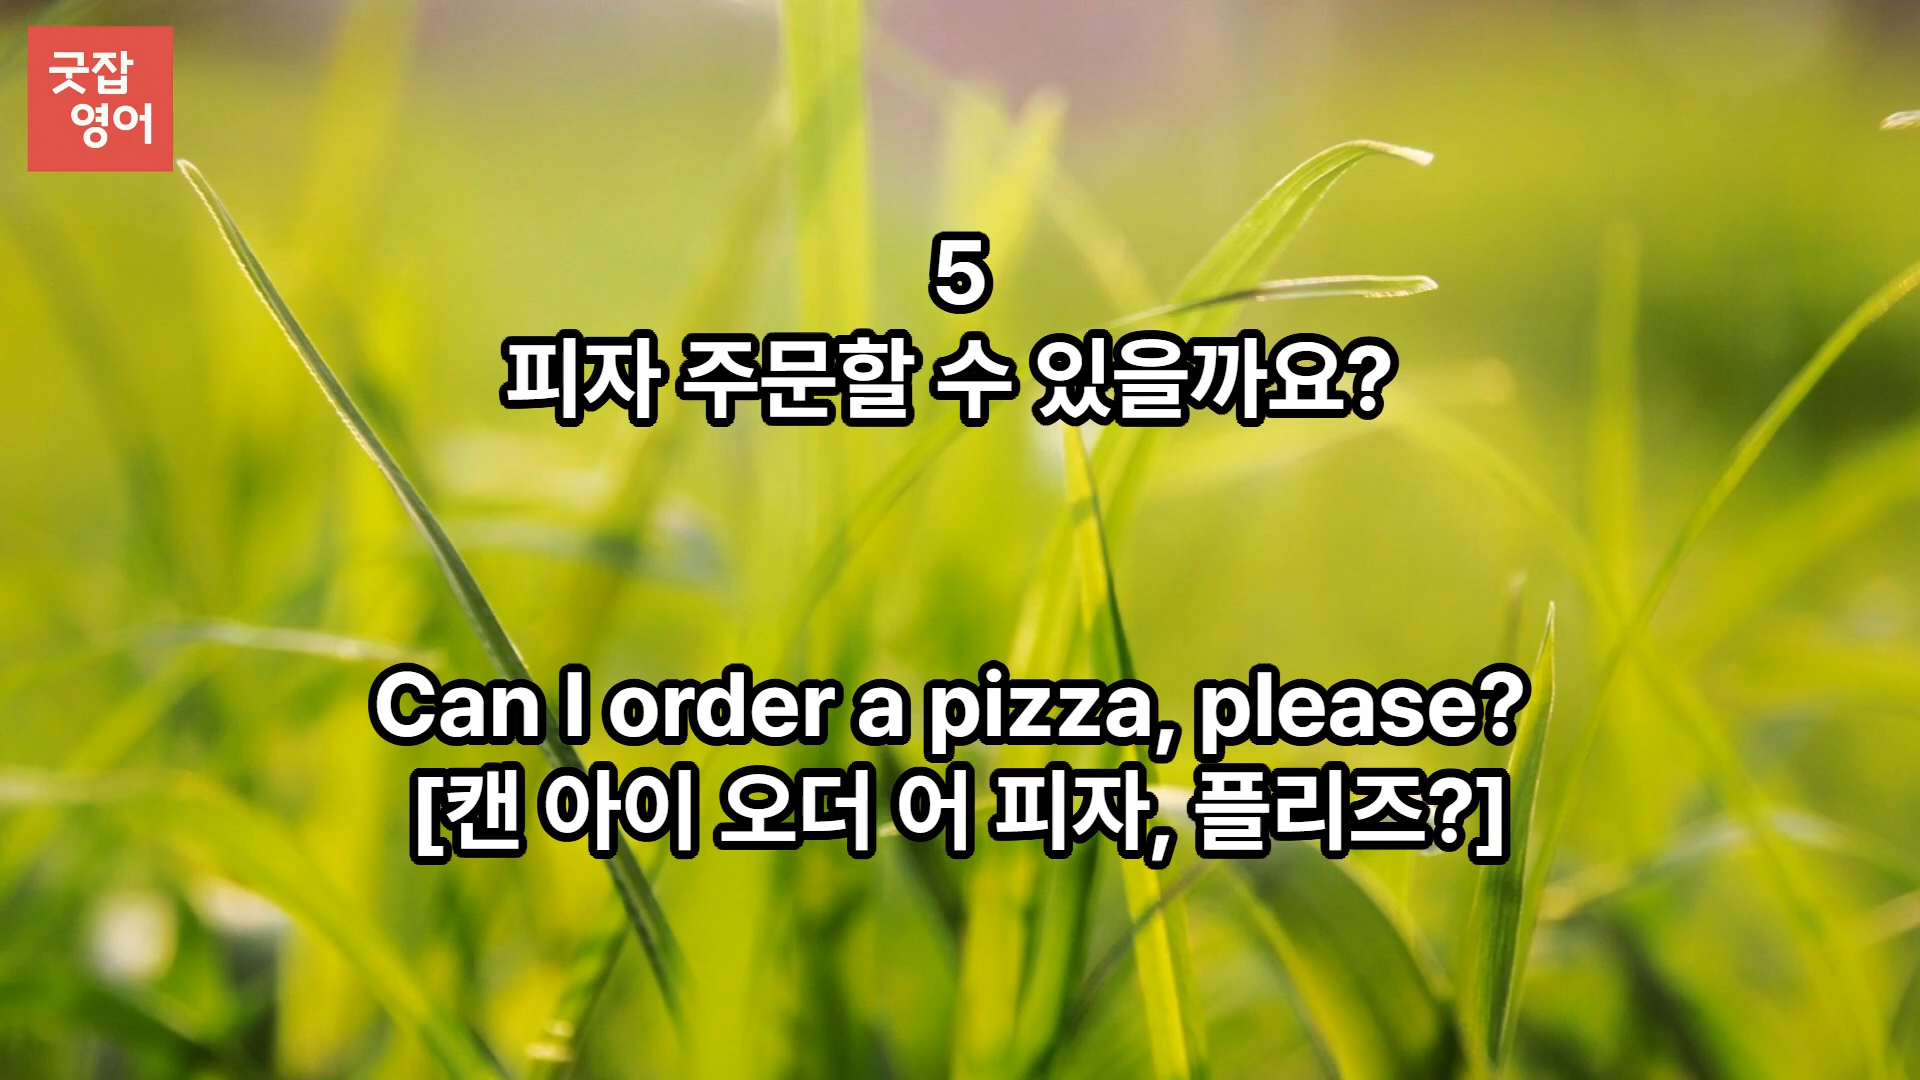 굿잡
영어
5
피자 주문할 수 있을까요?
Can I order a pizza, please?
[캔 아이 오더 어 피자, 플리즈?]